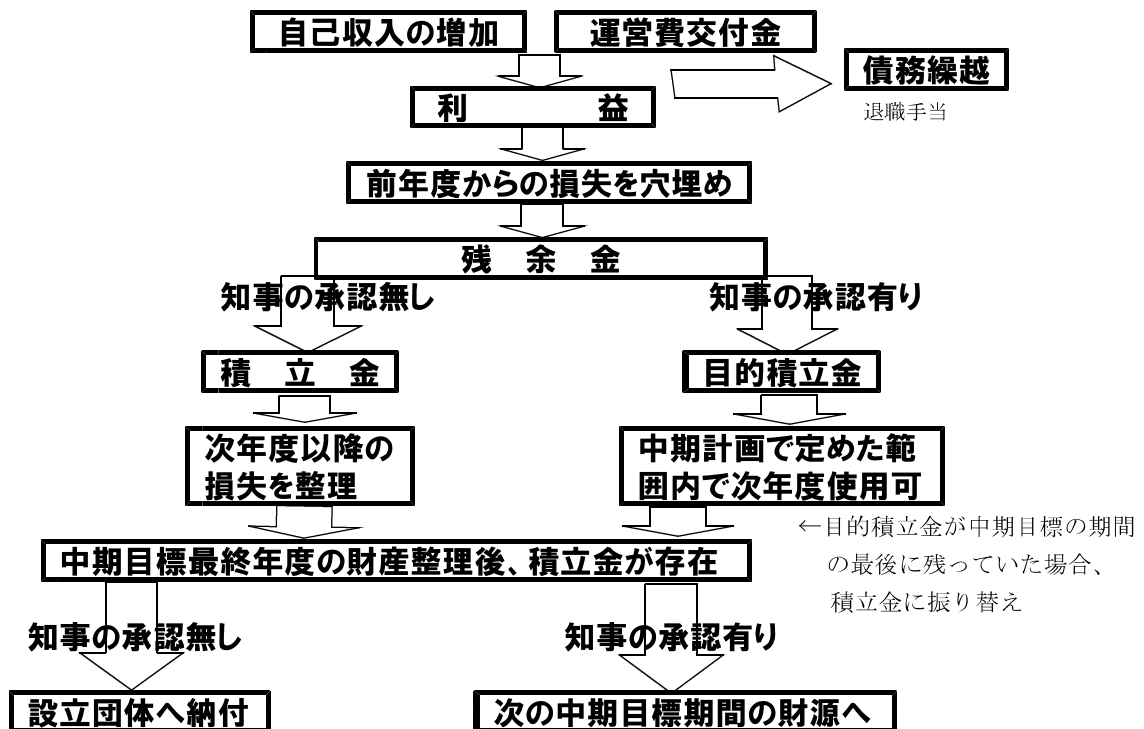 自己収入の増加
運営費交付金
債務繰越
退職手当
利　　　　益
前年度からの損失を穴埋め
残　余　金
知事の承認無し
知事の承認有り
積　立　金
目的積立金
次年度以降の
損失を整理
中期計画で定めた範
囲内で次年度使用可
←目的積立金が中期目標の期間
の最後に残っていた場合、
積立金に振り替え
中期目標最終年度の財産整理後、積立金が存在
知事の承認無し
知事の承認有り
設立団体へ納付
次の中期目標期間の財源へ